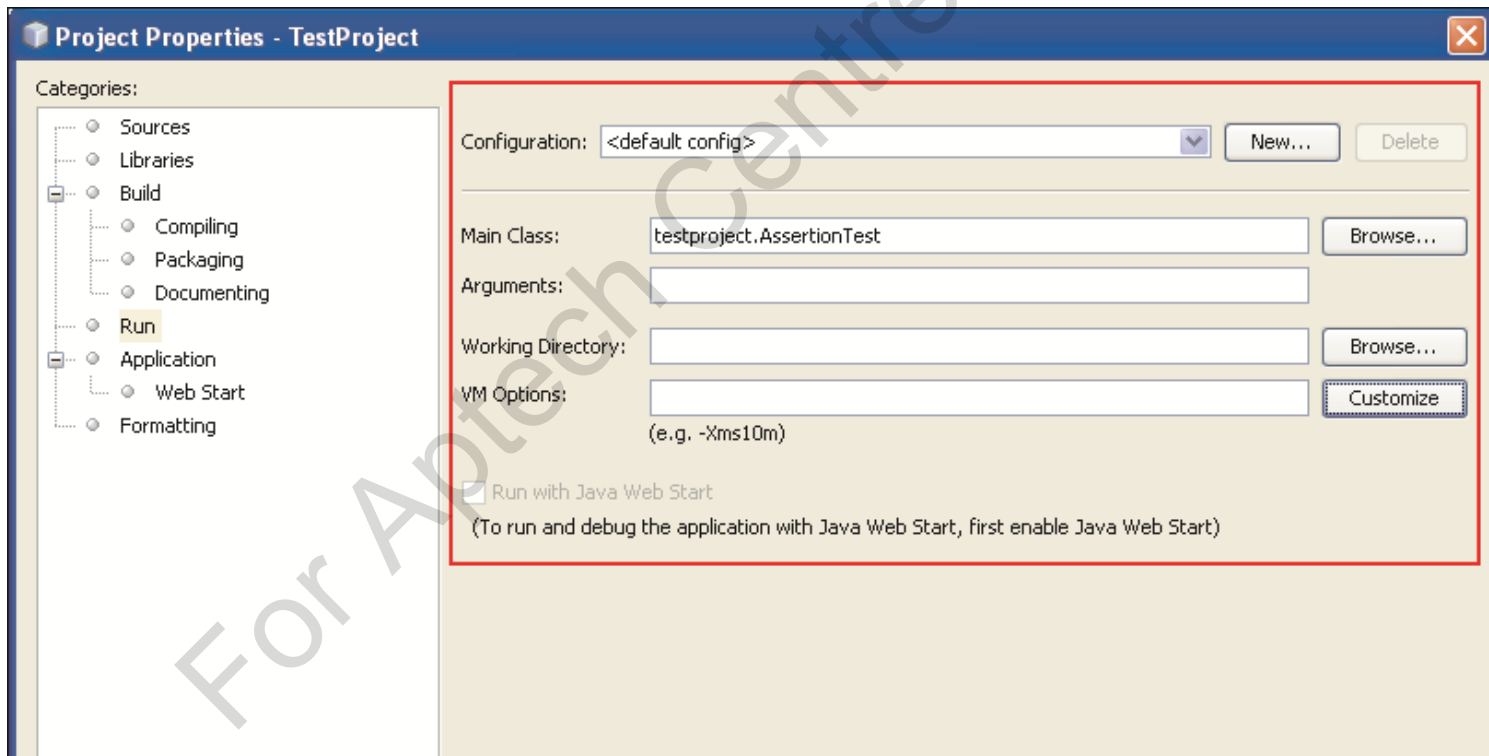 Project Properties - TestProject
Categories:
Sources
Libraries
Build
Compiling
Packaging
Documenting
Run
Application
Web Start
Formatting
Configuration: <default config> New... Delete
Main Class: testproject.AssertionTest Browse...
Arguments:
Working Directory: Browse...
VM Options: Customize
(e.g. -Xms10m)
Run with Java Web Start
(To run and debug the application with Java Web Start, first enable Java Web Start)
For Aptech Centre